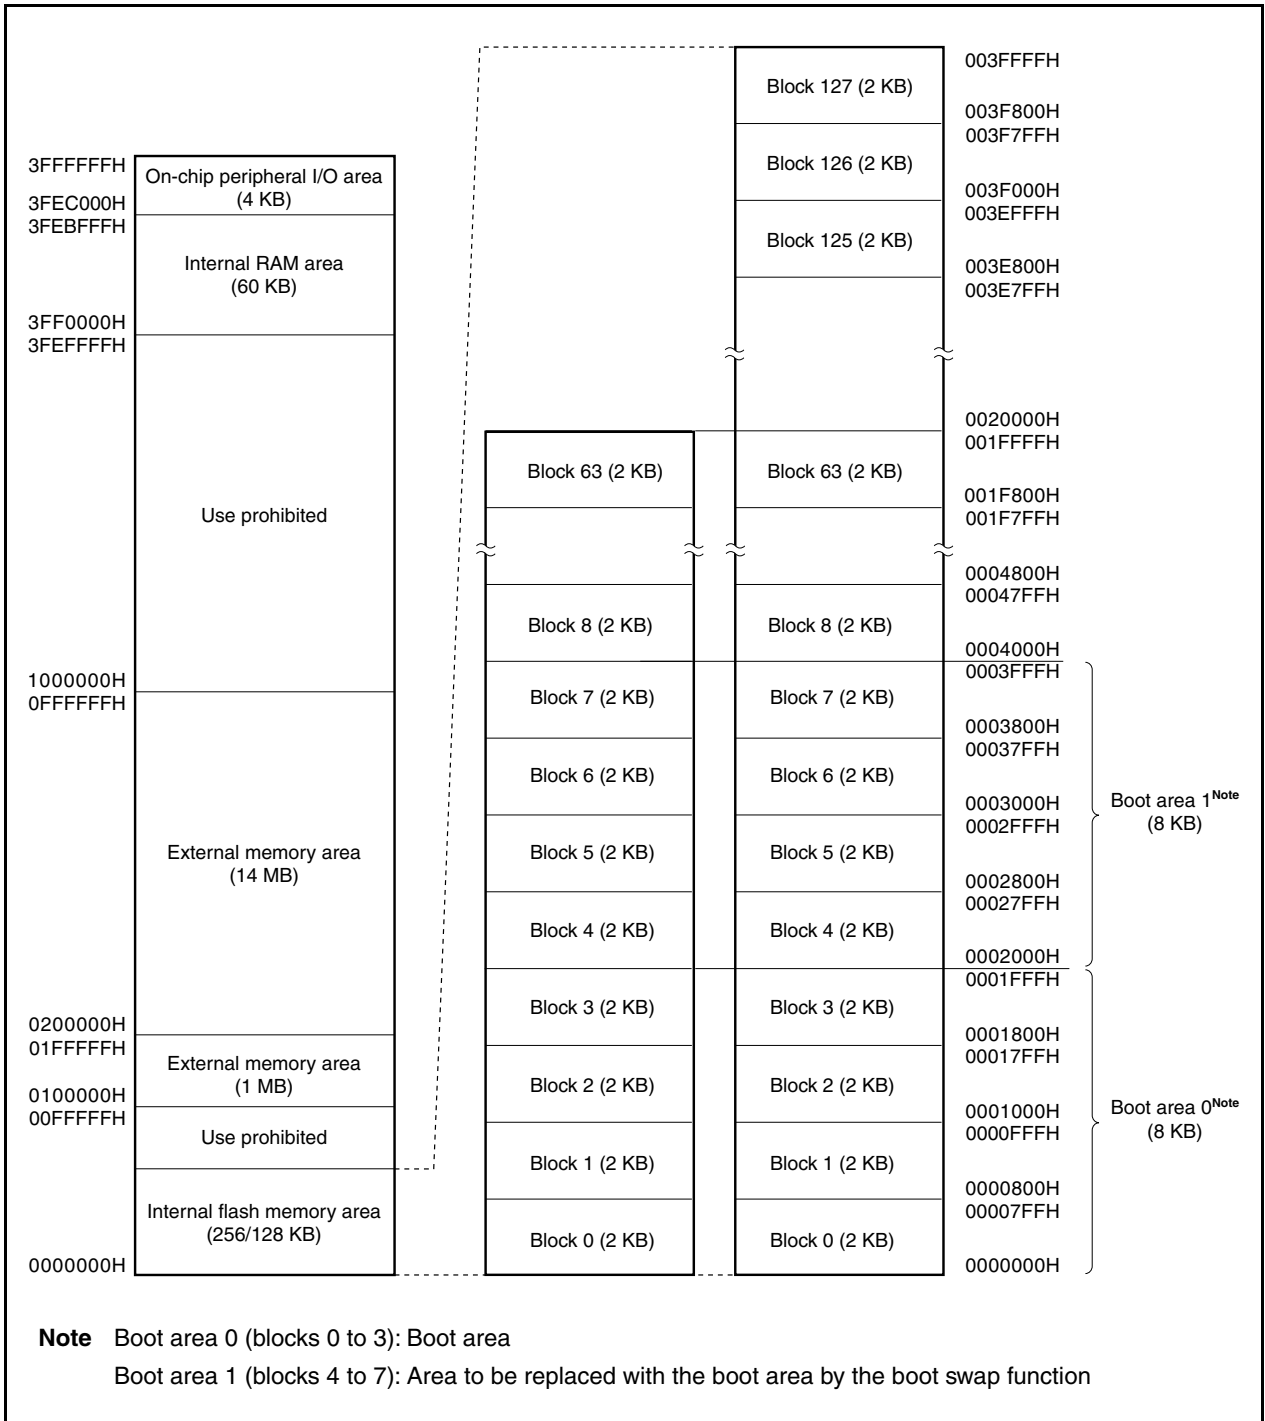 3FFFFFFH
On-chip peripheral I/O area
(4 KB)
3FEC000H
3FEBFFFH
Internal RAM area
(60 KB)
3FF0000H
3FEFFFFH
Use prohibited
1000000H
0FFFFFFH
External memory area
(14 MB)
0200000H
01FFFFFH
External memory area
(1 MB)
0100000H
00FFFFFH
Use prohibited
Internal flash memory area
(256/128 KB)
0000000H
Block 63 (2 KB)
Block 8 (2 KB)
Block 7 (2 KB)
Block 6 (2 KB)
Block 5 (2 KB)
Block 4 (2 KB)
Block 3 (2 KB)
Block 2 (2 KB)
Block 1 (2 KB)
Block 0 (2 KB)
Block 127 (2 KB)
Block 126 (2 KB)
Block 125 (2 KB)
Block 63 (2 KB)
Block 8 (2 KB)
Block 7 (2 KB)
Block 6 (2 KB)
Block 5 (2 KB)
Block 4 (2 KB)
Block 3 (2 KB)
Block 2 (2 KB)
Block 1 (2 KB)
Block 0 (2 KB)
003FFFFH
003F800H
003F7FFH
003F000H
003EFFFH
003E800H
003E7FFH
0020000H
001FFFFH
001F800H
001F7FFH
0004800H
00047FFH
0004000H
0003FFFH
0003800H
00037FFH
0003000H
0002FFFH
0002800H
00027FFH
0002000H
0001FFFH
0001800H
00017FFH
0001000H
0000FFFH
0000800H
00007FFH
0000000H
Boot area 1Note
(8 KB)
Boot area 0Note
(8 KB)
Note Boot area 0 (blocks 0 to 3): Boot area
Boot area 1 (blocks 4 to 7): Area to be replaced with the boot area by the boot swap function